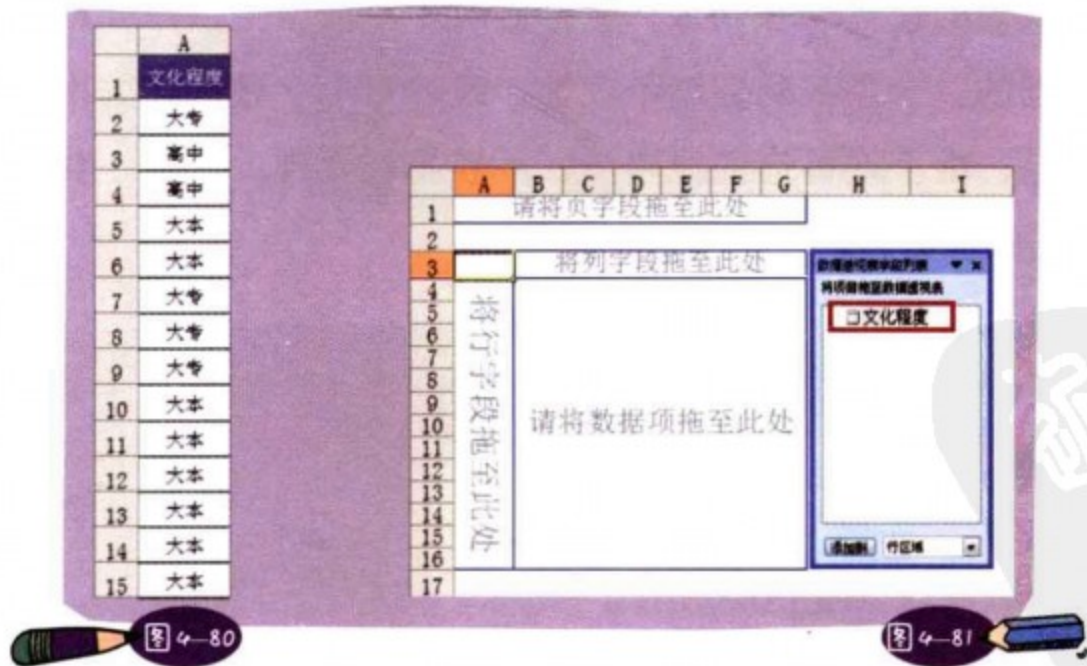 A
1 文化程度
2 大专
3 高中
4 高中
5 大本
6 大本
7 大专
8 大专
9 大专
10 大本
11 大本
12 大本
13 大本
14 大本
15 大本
图4—80
A B C D E F G H I
1 请将页字段拖至此处
2
3 将列字段拖至此处
4
5
6
7
8
9
10
11
12
13
14
15
16
17
将行字段拖至此处
请将数据项拖至此处
数据透视表字段列表
将项目拖至数据透视表
文化程度
添加到 行区域
图4—81